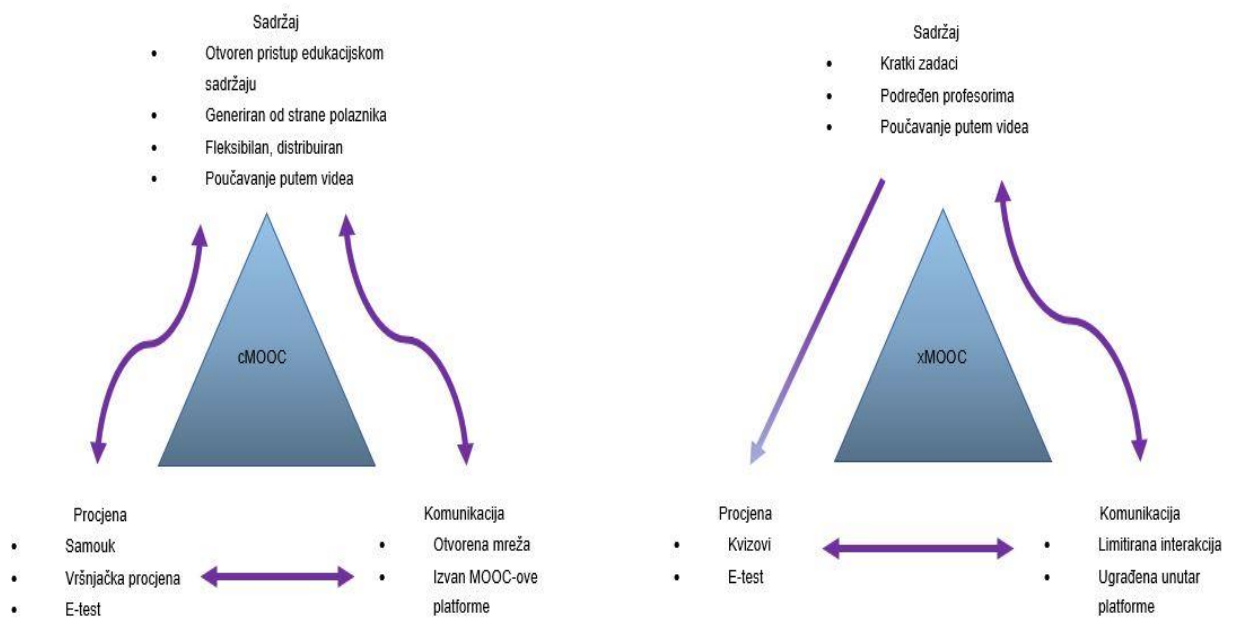 Sadržaj
• Otvoren pristup edukacijskom
sadržaju
• Generiran od strane polaznika
• Fleksibilan, distribuiran
• Poučavanje putem videa
cMOOC
Procjena
• Samouk
• Vršnjačka procjena
• E-test
Komunikacija
• Otvorena mreža
• Izvan MOOC-ove
platforme
Sadržaj
• Kratki zadaci
• Podređen profesorima
• Poučavanje putem videa
xMOOC
Procjena
• Kvizovi
• E-test
Komunikacija
• Limitirana interakcija
• Ugrađena unutar
platforme